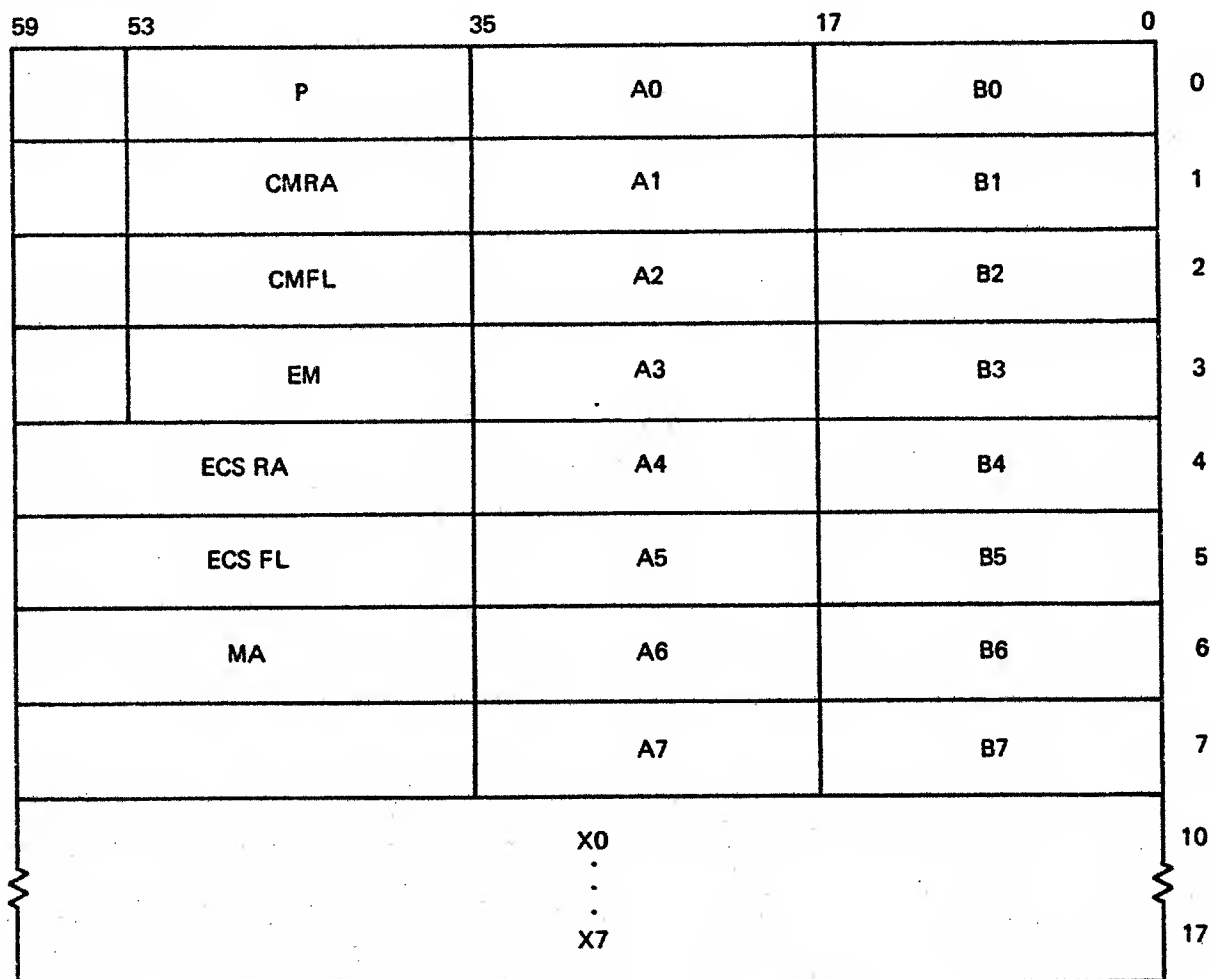 59 53 35 17 0
P A0 B0 0
CMRA A1 B1 1
CMFL A2 B2 2
EM A3 B3 3
ECS RA A4 B4 4
ECS FL A5 B5 5
MA A6 B6 6
A7 B7 7
X0 10
X7 17